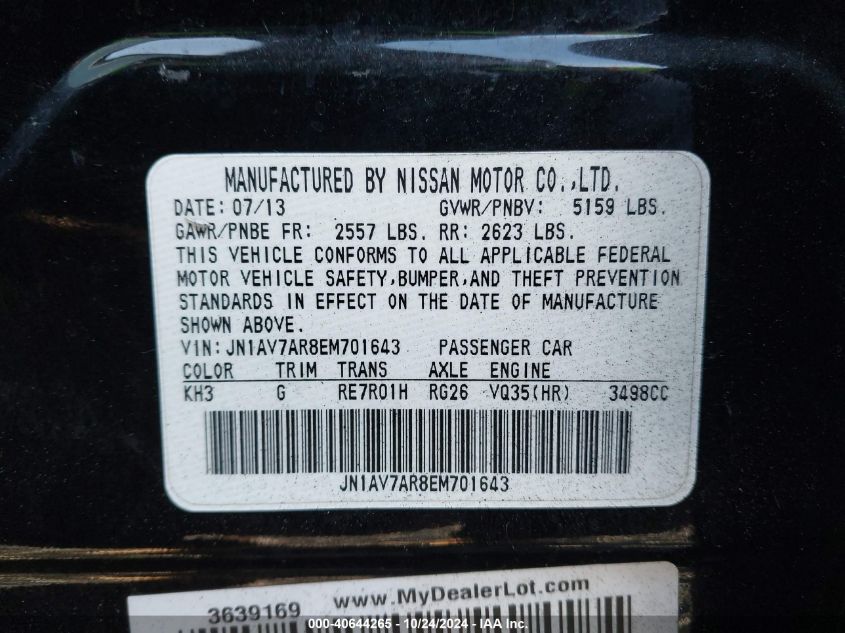 MANUFACTURED BY NISSAN MOTOR CO.,LTD.
DATE: 07/13 GVWR/PNBV: 5159 LBS.
GAWR/PNBE FR: 2557 LBS. RR: 2623 LBS.
THIS VEHICLE CONFORMS TO ALL APPLICABLE FEDERAL
MOTOR VEHICLE SAFETY,BUMPER,AND THEFT PREVENTION
STANDARDS IN EFFECT ON THE DATE OF MANUFACTURE
SHOWN ABOVE.
VIN: JN1AV7AR8EM701643 PASSENGER CAR
COLOR TRIM TRANS AXLE ENGINE
KH3 G RE7R01H RG26 VQ35(HR) 3498CC
JN1AV7AR8EM701643
www.MyDealerLot.com
3639169
000-40644265 - 10/24/2024 - IAA Inc.